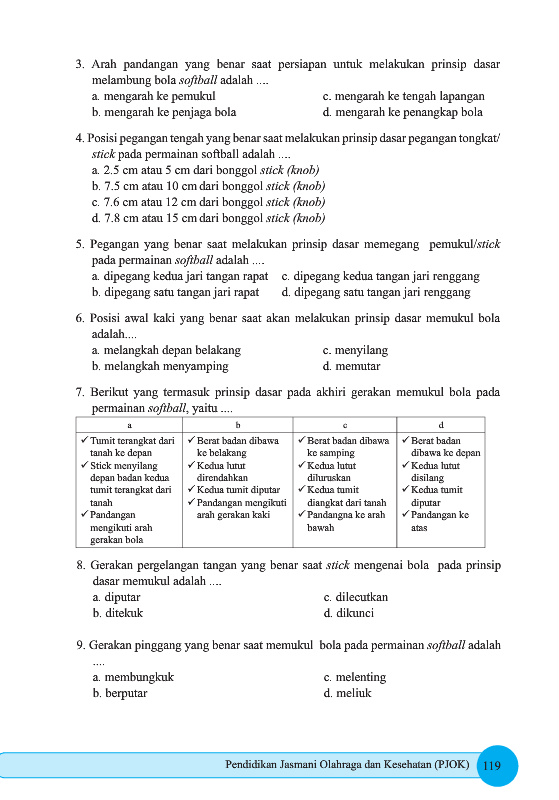 3. Arah pandangan yang benar saat persiapan untuk melakukan prinsip dasar
melambung bola softball adalah ....
a. mengarah ke pemukul
c. mengarah ke tengah lapangan
b. mengarah ke penjaga bola
d. mengarah ke penangkap bola
4. Posisi pegangan tengah yang benar saat melakukan prinsip dasar pegangan tongkat/
stick pada permainan softball adalah ....
a. 2.5 cm atau 5 cm dari bonggol stick (knob)
b. 7.5 cm atau 10 cm dari bonggol stick (knob)
c. 7.6 cm atau 12 cm dari bonggol stick (knob)
d. 7.8 cm atau 15 cm dari bonggol stick (knob)
5. Pegangan yang benar saat melakukan prinsip dasar memegang pemukul/stick
pada permainan softball adalah ....
a. dipegang kedua jari tangan rapat
c. dipegang kedua tangan jari renggang
b. dipegang satu tangan jari rapat
d. dipegang satu tangan jari renggang
6. Posisi awal kaki yang benar saat akan melakukan prinsip dasar memukul bola
adalah....
a. melangkah depan belakang
c. menyilang
b. melangkah menyamping
d. memutar
7. Berikut yang termasuk prinsip dasar pada akhiri gerakan memukul bola pada
permainan softball, yaitu ....
a
✓ Tumit terangkat dari
tanah ke depan
✓ Stick menyilang
depan badan kedua
tumit terangkat dari
tanah
✓ Pandangan
mengikuti arah
gerakan bola
b
✓ Berat badan dibawa
ke belakang
✓ Kedua lutut
direndahkan
✓ Kedua tumit diputar
✓ Pandangan mengikuti
arah gerakan kaki
c
✓ Berat badan dibawa
ke samping
✓ Kedua lutut
diluruskan
✓ Kedua tumit
diangkat dari tanah
✓ Pandangna ke arah
bawah
d
✓ Berat badan
dibawa ke depan
✓ Kedua lutut
disilang
✓ Kedua tumit
diputar
✓ Pandangan ke
atas
8. Gerakan pergelangan tangan yang benar saat stick mengenai bola pada prinsip
dasar memukul adalah ....
a. diputar
c. dilecutkan
b. ditekuk
d. dikunci
9. Gerakan pinggang yang benar saat memukul bola pada permainan softball adalah
....
a. membungkuk
c. melenting
b. berputar
d. meliuk
Pendidikan Jasmani Olahraga dan Kesehatan (PJOK) 119